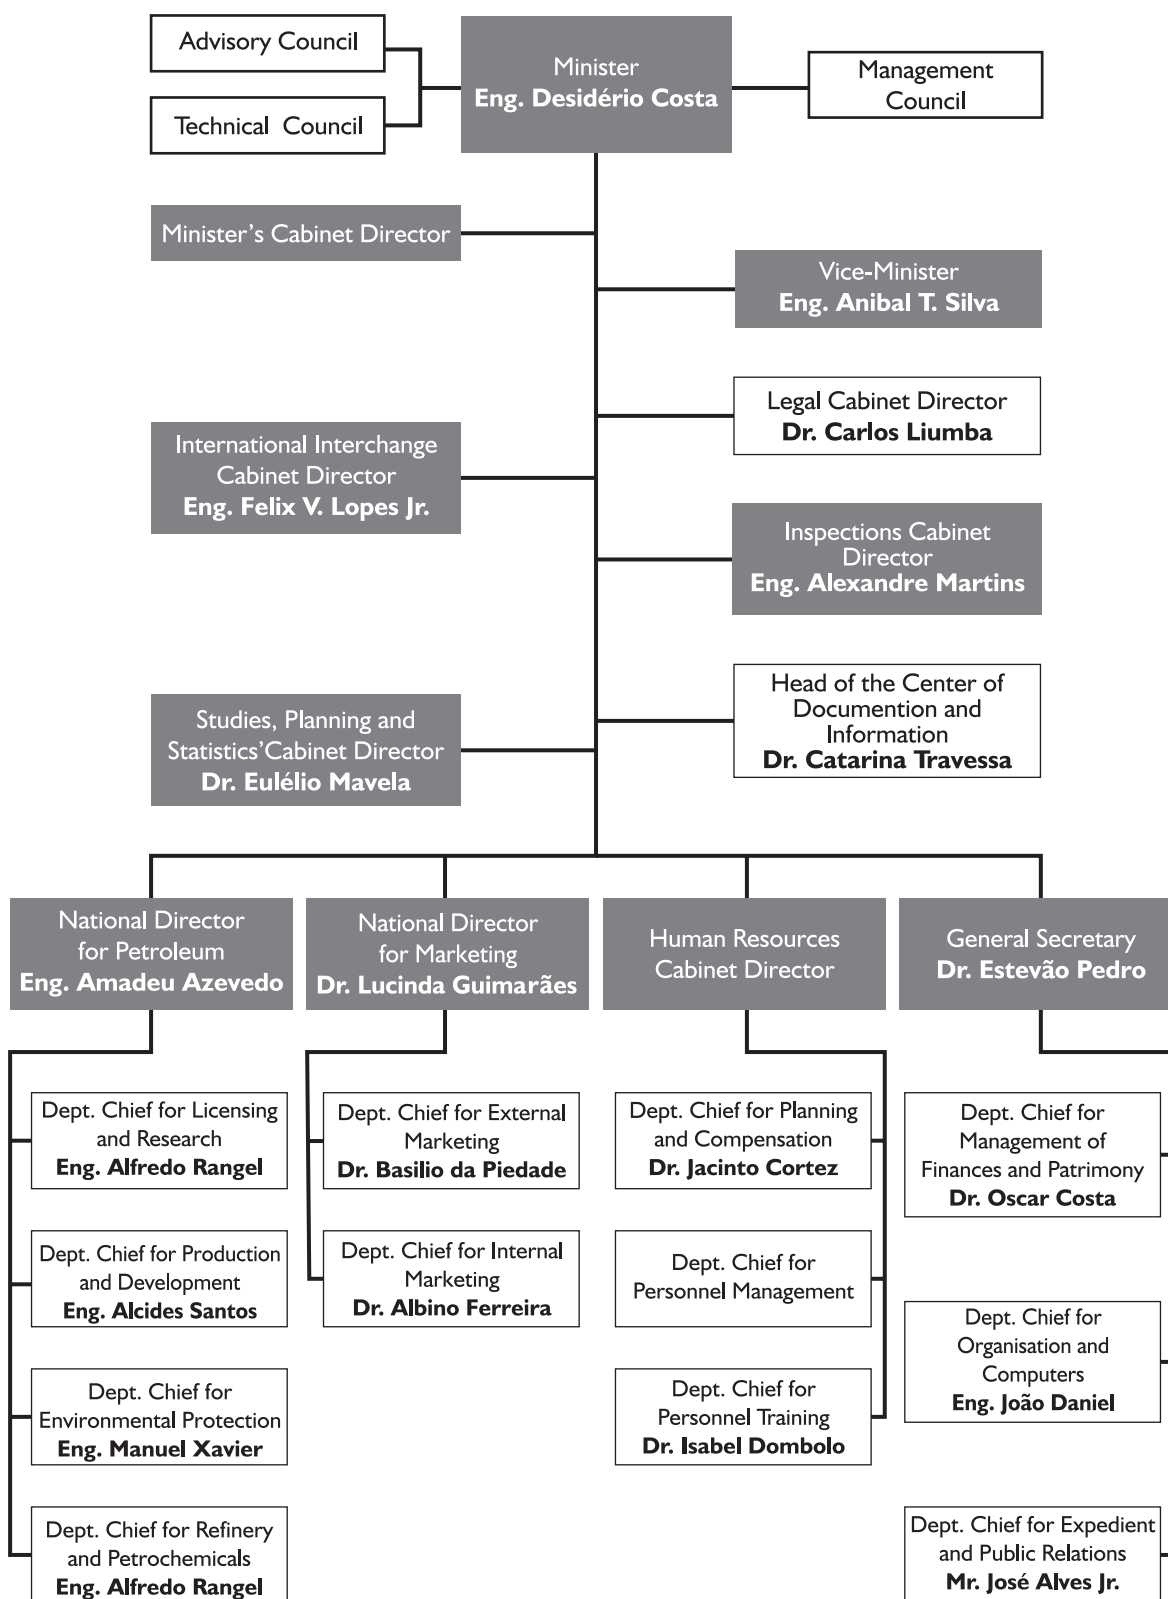 Advisory Council
Technical Council
Minister
Eng. Desidério Costa
Management
Council
Minister's Cabinet Director
Vice-Minister
Eng. Anibal T. Silva
Legal Cabinet Director
Dr. Carlos Liumba
International Interchange
Cabinet Director
Eng. Felix V. Lopes Jr.
Inspections Cabinet
Director
Eng. Alexandre Martins
Head of the Center of
Documention and
Information
Dr. Catarina Travessa
Studies, Planning and
Statistics'Cabinet Director
Dr. Eulélio Mavela
National Director
for Petroleum
Eng. Amadeu Azevedo
National Director
for Marketing
Dr. Lucinda Guimarães
Human Resources
Cabinet Director
General Secretary
Dr. Estevão Pedro
Dept. Chief for Licensing
and Research
Eng. Alfredo Rangel
Dept. Chief for Production
and Development
Eng. Alcides Santos
Dept. Chief for
Environmental Protection
Eng. Manuel Xavier
Dept. Chief for Refinery
and Petrochemicals
Eng. Alfredo Rangel
Dept. Chief for External
Marketing
Dr. Basilio da Piedade
Dept. Chief for Internal
Marketing
Dr. Albino Ferreira
Dept. Chief for Planning
and Compensation
Dr. Jacinto Cortez
Dept. Chief for
Personnel Management
Dept. Chief for
Personnel Training
Dr. Isabel Dombolo
Dept. Chief for
Management of
Finances and Patrimony
Dr. Oscar Costa
Dept. Chief for
Organisation and
Computers
Eng. João Daniel
Dept. Chief for Expedient
and Public Relations
Mr. José Alves Jr.